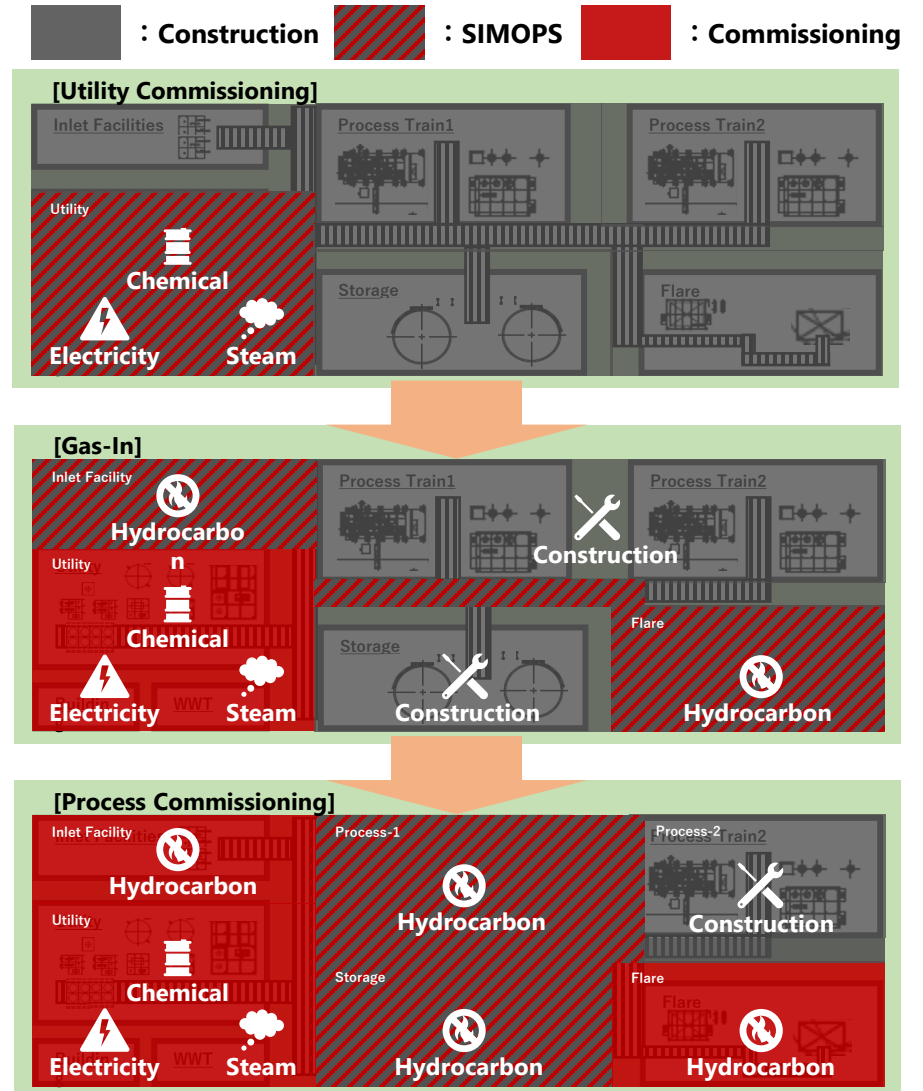 : Construction : SIMOPS : Commissioning
[Utility Commissioning]
Inlet Facilities Process Train1 Process Train2
Utility
Chemical
Storage Flare
Electricity Steam
[Gas-In]
Inlet Facility Process Train1 Process Train2
Hydrocarbo
n
Construction
Utility
Chemical
Flare
Storage
Electricity Steam Construction Hydrocarbon
WWT
[Process Commissioning]
Inlet Facility Process-1 Process-2
Process Train2
Hydrocarbon
Hydrocarbon Construction
Utility
Chemical
Storage Flare
Flare
Electricity Steam Hydrocarbon Hydrocarbon
WWT